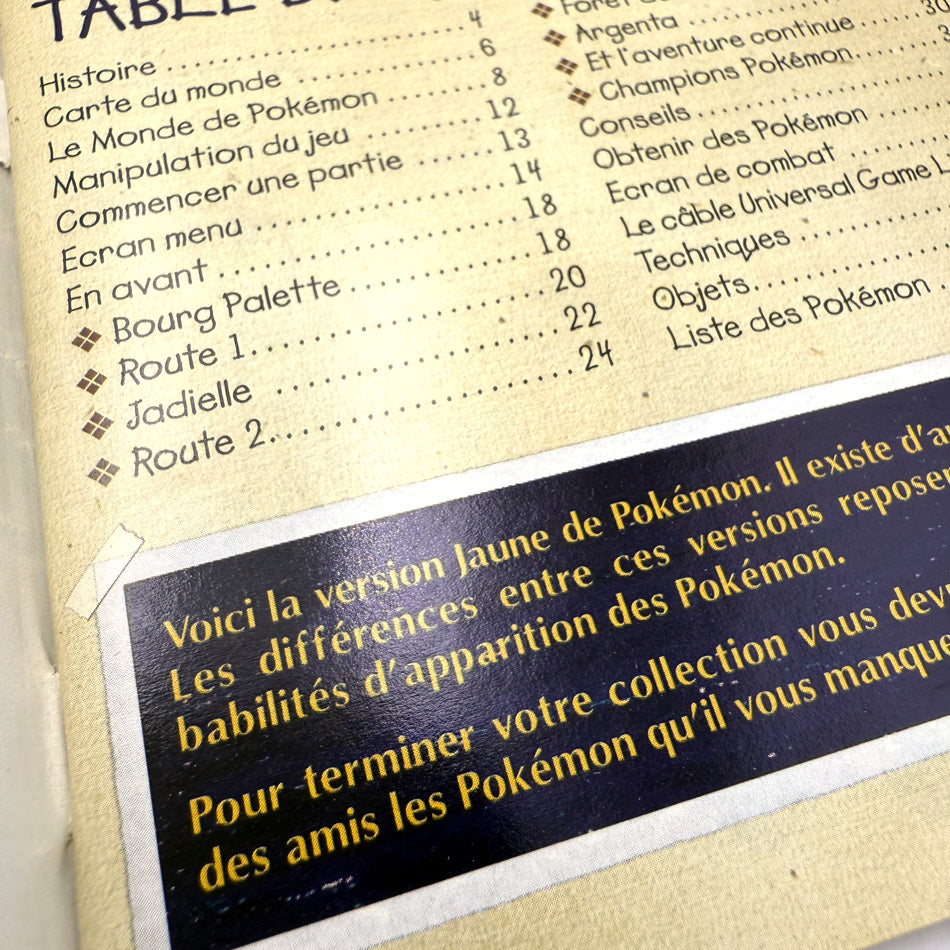 TABLE
Histoire ........ 4
Carte du monde ........ 6
Le Monde de Pokémon ........ 8
Manipulation du jeu ........ 12
Commencer une partie ...... 13
Ecran menu ........ 14
En avant ........ 18
Bourg Palette ........ 18
Route 1 ........ 20
Jadielle ........ 22
Route 2 ........ 24
Forêt
Argenta ........
Et l'aventure continue ...... 30
Champions Pokémon ........
Conseils ........
Obtenir des Pokémon ......
Ecran de combat ........
Le câble Universal Game
Techniques ........
Objets ........
Liste des Pokémon .
Voici la version Jaune de Pokémon. Il existe
Les différences entre ces versions
babilités d'apparition des Pokémon.
Pour terminer votre collection vous
des amis les Pokémon qu'il vous